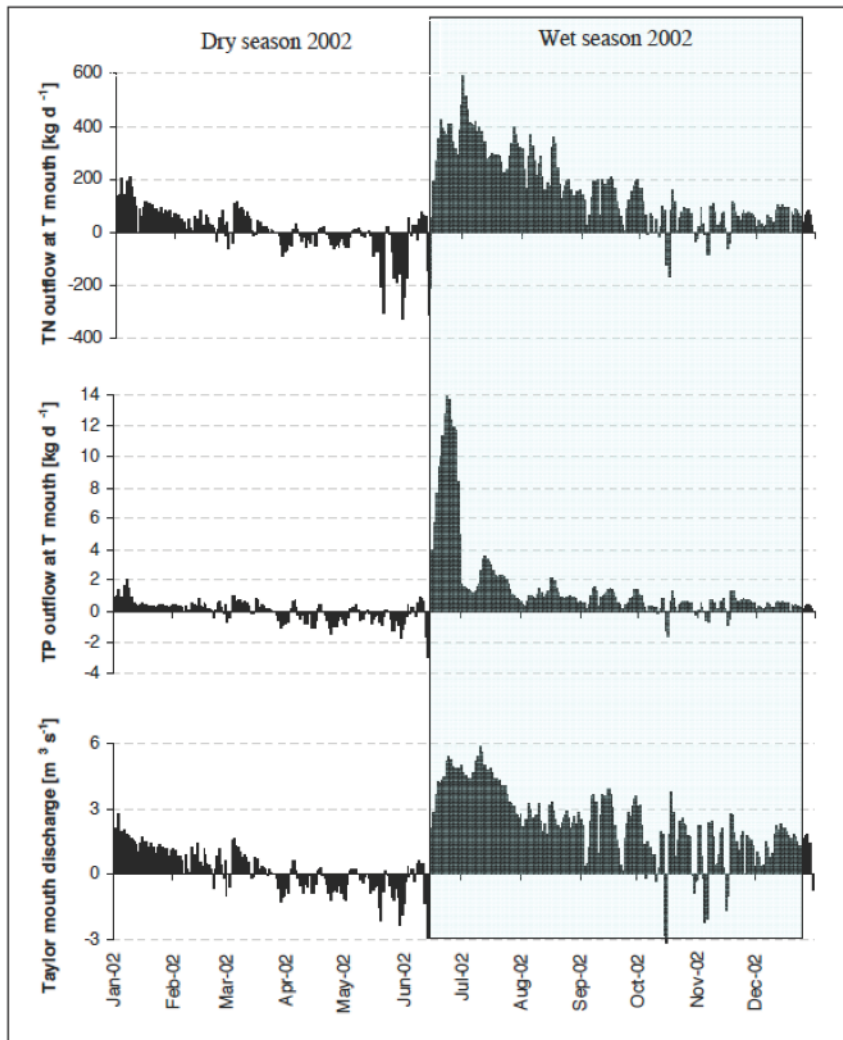 Dry season 2002
Wet season 2002
TN outflow at T mouth [kg d -1]
600
400
200
0
-200
-400
TP outflow at T mouth [kg d -1]
14
12
10
8
6
4
2
0
-2
-4
Taylor mouth discharge [m 3 s-1]
6
3
0
-3
Jan-02
Feb-02
Mar-02
Apr-02
May-02
Jun-02
Jul-02
Aug-02
Sep-02
Oct-02
Nov-02
Dec-02